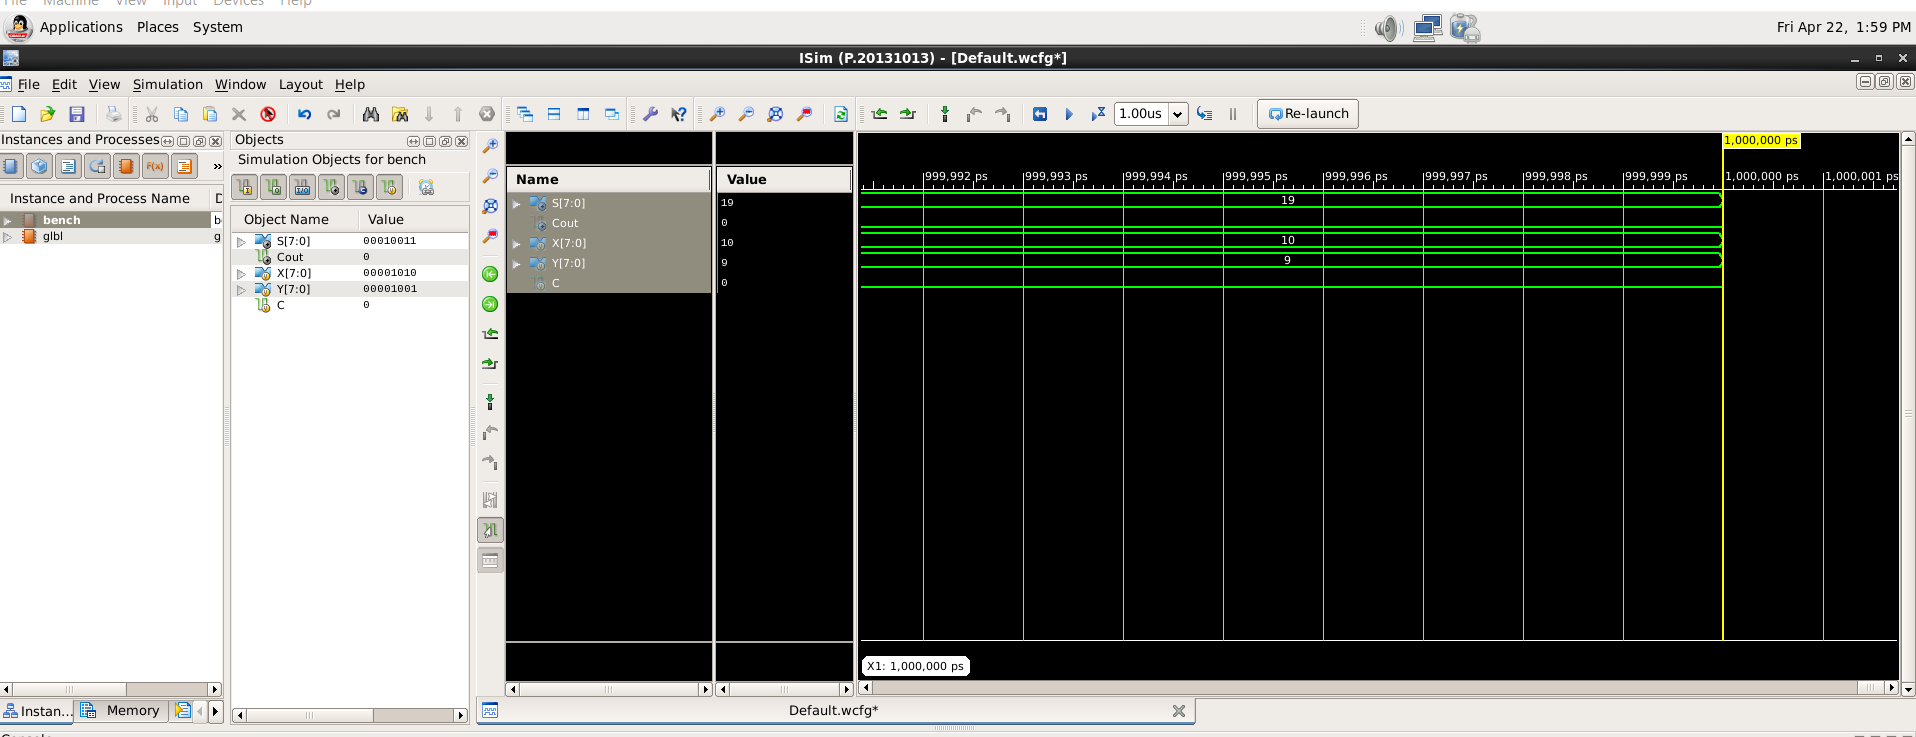 File Machine View Input Devices Help
Applications Places System Fri Apr 22, 1:59 PM
ISim (P.20131013) - [Default.wcfg*]
File Edit View Simulation Window Layout Help
1.00us Re-launch
Instances and Processes
Objects
Simulation Objects for bench
F(x) »
Instance and Process Name D
bench b
glbl g
Object Name Value
S[7:0] 00010011
Cout 0
X[7:0] 00001010
Y[7:0] 00001001
C 0
Name Value
S[7:0] 19
Cout 0
X[7:0] 10
Y[7:0] 9
C 0
1,000,000 ps
999,992 ps 999,993 ps 999,994 ps 999,995 ps 999,996 ps 999,997 ps 999,998 ps 999,999 ps 1,000,000 ps 1,000,001 ps
19
10
9
X1: 1,000,000 ps
Instan... Memory
Default.wcfg*